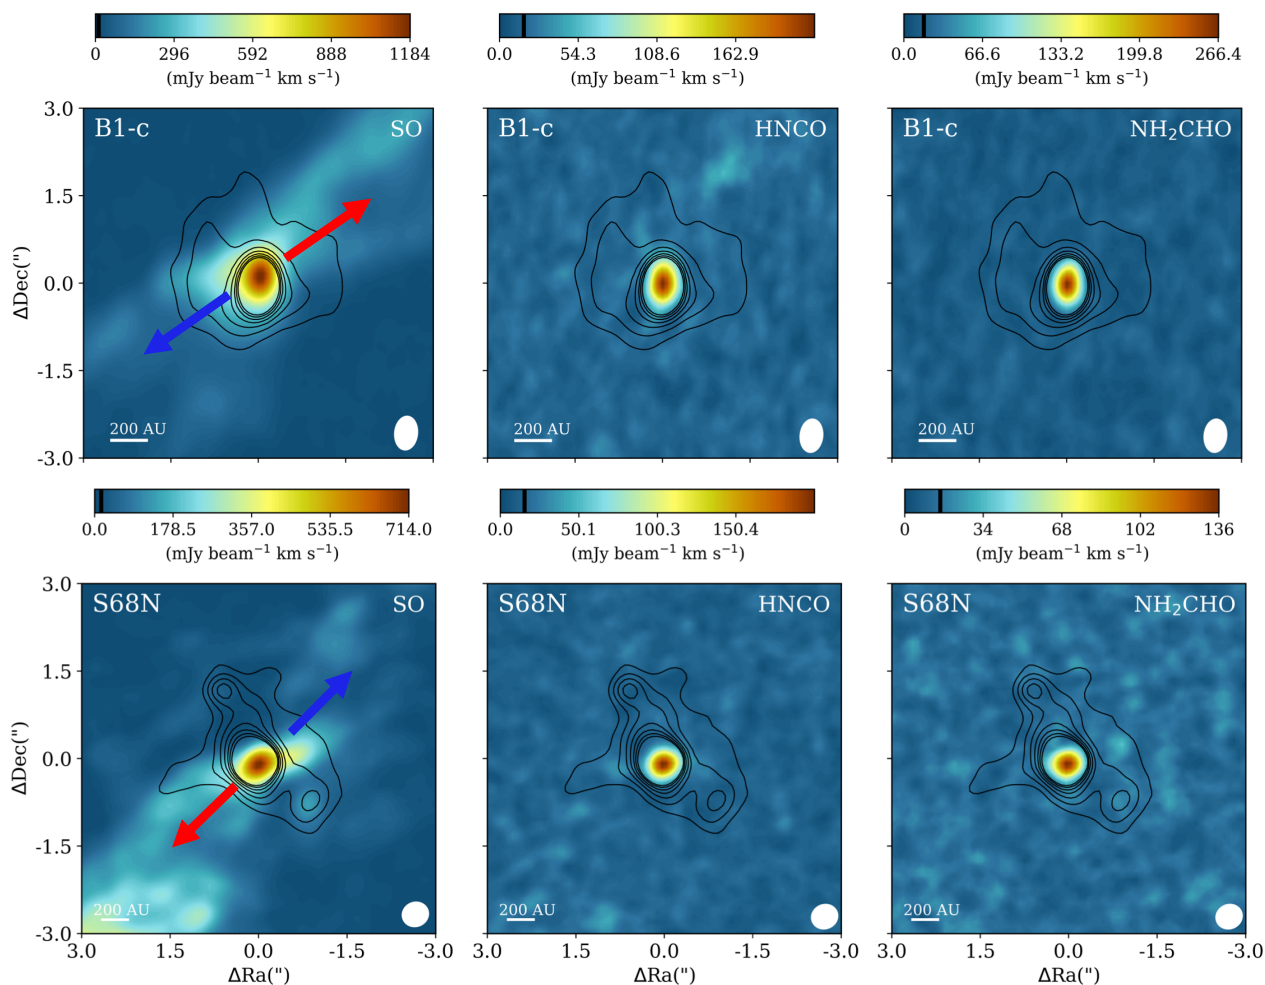 0 296 592 888 1184
(mJy beam⁻¹ km s⁻¹)
0.0 54.3 108.6 162.9
(mJy beam⁻¹ km s⁻¹)
0.0 66.6 133.2 199.8 266.4
(mJy beam⁻¹ km s⁻¹)
3.0
1.5
0.0
-1.5
-3.0
ΔDec(")
B1-c SO
200 AU
B1-c HNCO
200 AU
B1-c NH₂CHO
200 AU
0.0 178.5 357.0 535.5 714.0
(mJy beam⁻¹ km s⁻¹)
0.0 50.1 100.3 150.4
(mJy beam⁻¹ km s⁻¹)
0 34 68 102 136
(mJy beam⁻¹ km s⁻¹)
3.0
1.5
0.0
-1.5
-3.0
ΔDec(")
S68N SO
200 AU
S68N HNCO
200 AU
S68N NH₂CHO
200 AU
3.0 1.5 0.0 -1.5 -3.0
ΔRa(")
1.5 0.0 -1.5 -3.0
ΔRa(")
1.5 0.0 -1.5 -3.0
ΔRa(")